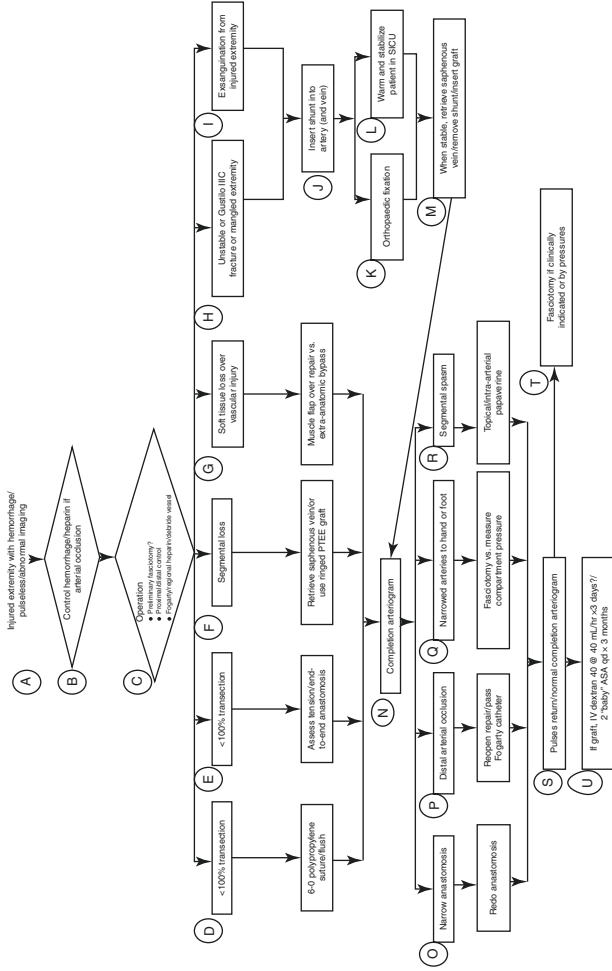 A
Injured extremity with hemorrhage/
pulseless/abnormal imaging
B
Control hemorrhage/heparin if
arterial occlusion
C
Operation
● Preliminary fasciotomy?
● Proximal/distal control
● Fogarty/regional heparin/debride vessel
D
<100% transection
6-0 polypropylene
suture/flush
E
<100% transection
Assess tension/end-
to-end anastomosis
F
Segmental loss
Retrieve saphenous vein/or
use ringed PTEE graft
G
Soft tissue loss over
vascular injury
Muscle flap over repair vs.
extra-anatomic bypass
H
Unstable or Gustilo IIIC
fracture or mangled extremity
I
Exsanguination from
injured extremity
J
Insert shunt into
artery (and vein)
K
Orthopaedic fixation
L
Warm and stabilize
patient in SICU
M
When stable, retrieve saphenous
vein/remove shunt/insert graft
N
Completion arteriogram
O
Narrow anastomosis
Redo anastomosis
P
Distal arterial occlusion
Reopen repair/pass
Fogarty catheter
Q
Narrowed arteries to hand or foot
Fasciotomy vs. measure
compartment pressure
R
Segmental spasm
Topical/intra-arterial
papaverine
S
Pulses return/normal completion arteriogram
T
Fasciotomy if clinically
indicated or by pressures
U
If graft, IV dextran 40 @ 40 mL/hr ×3 days?/
2 "baby" ASA qd × 3 months